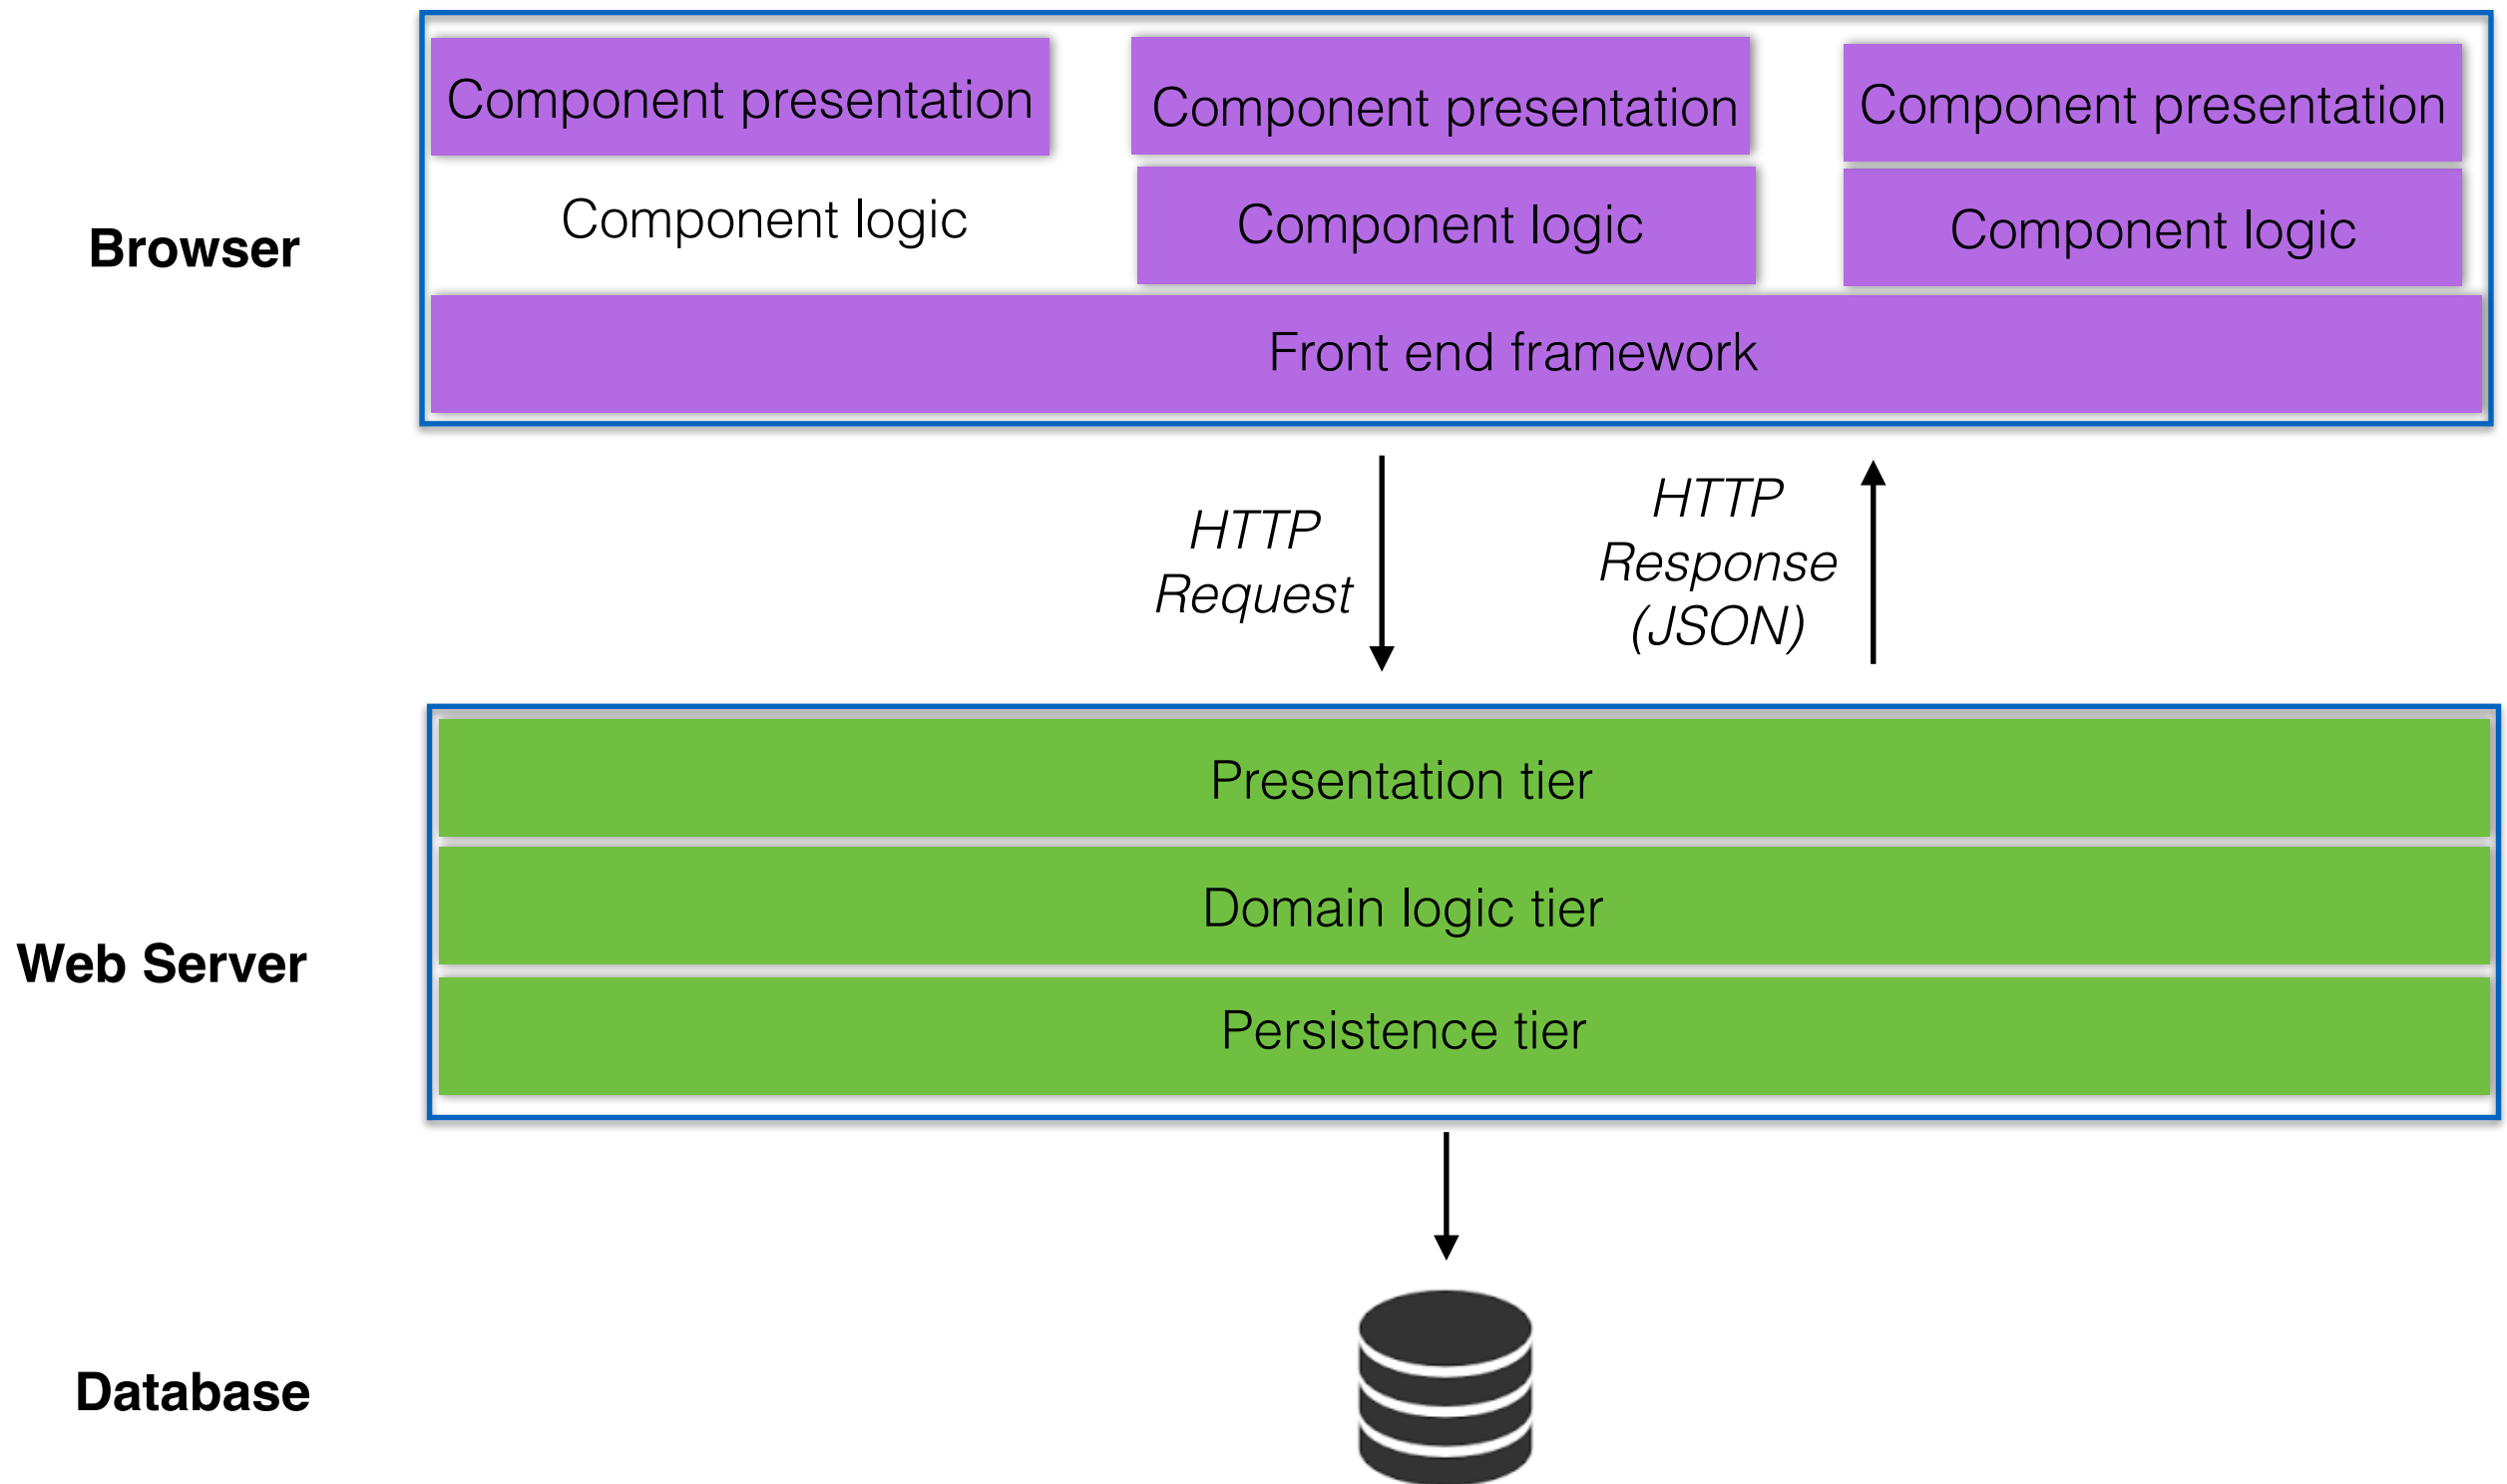 Component presentation
Component presentation
Component presentation
Component logic
Component logic
Component logic
Browser
Front end framework
HTTP
Request
HTTP
Response
(JSON)
Presentation tier
Domain logic tier
Web Server
Persistence tier
Database